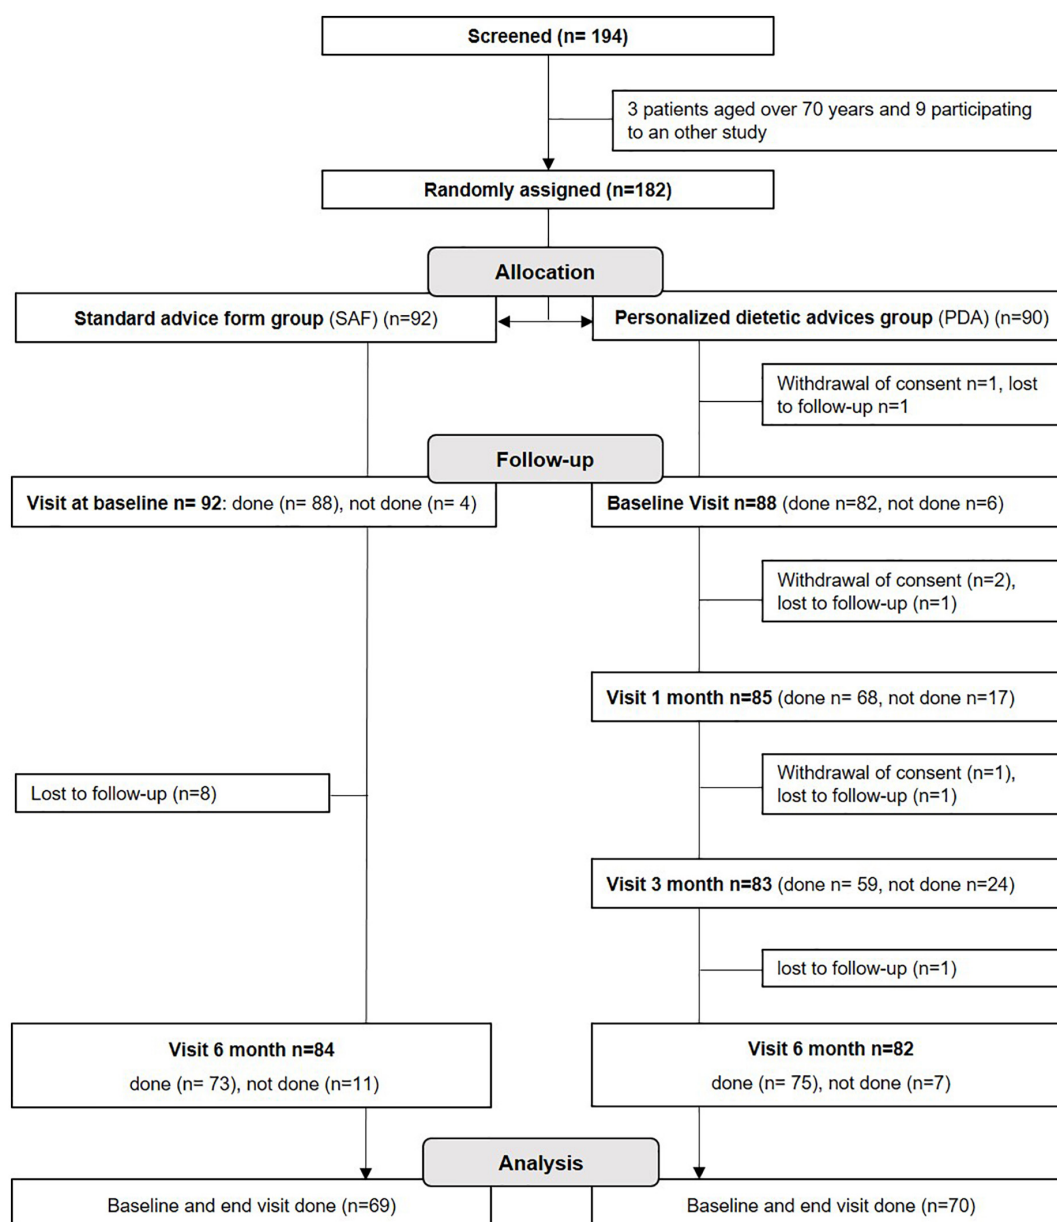 Screened (n= 194)
3 patients aged over 70 years and 9 participating
to an other study
Randomly assigned (n=182)
Allocation
Standard advice form group (SAF) (n=92)
Personalized dietetic advices group (PDA) (n=90)
Withdrawal of consent n=1, lost
to follow-up n=1
Follow-up
Visit at baseline n= 92: done (n= 88), not done (n= 4)
Baseline Visit n=88 (done n=82, not done n=6)
Withdrawal of consent (n=2),
lost to follow-up (n=1)
Visit 1 month n=85 (done n= 68, not done n=17)
Lost to follow-up (n=8)
Withdrawal of consent (n=1),
lost to follow-up (n=1)
Visit 3 month n=83 (done n= 59, not done n=24)
lost to follow-up (n=1)
Visit 6 month n=84
done (n= 73), not done (n=11)
Visit 6 month n=82
done (n= 75), not done (n=7)
Analysis
Baseline and end visit done (n=69)
Baseline and end visit done (n=70)